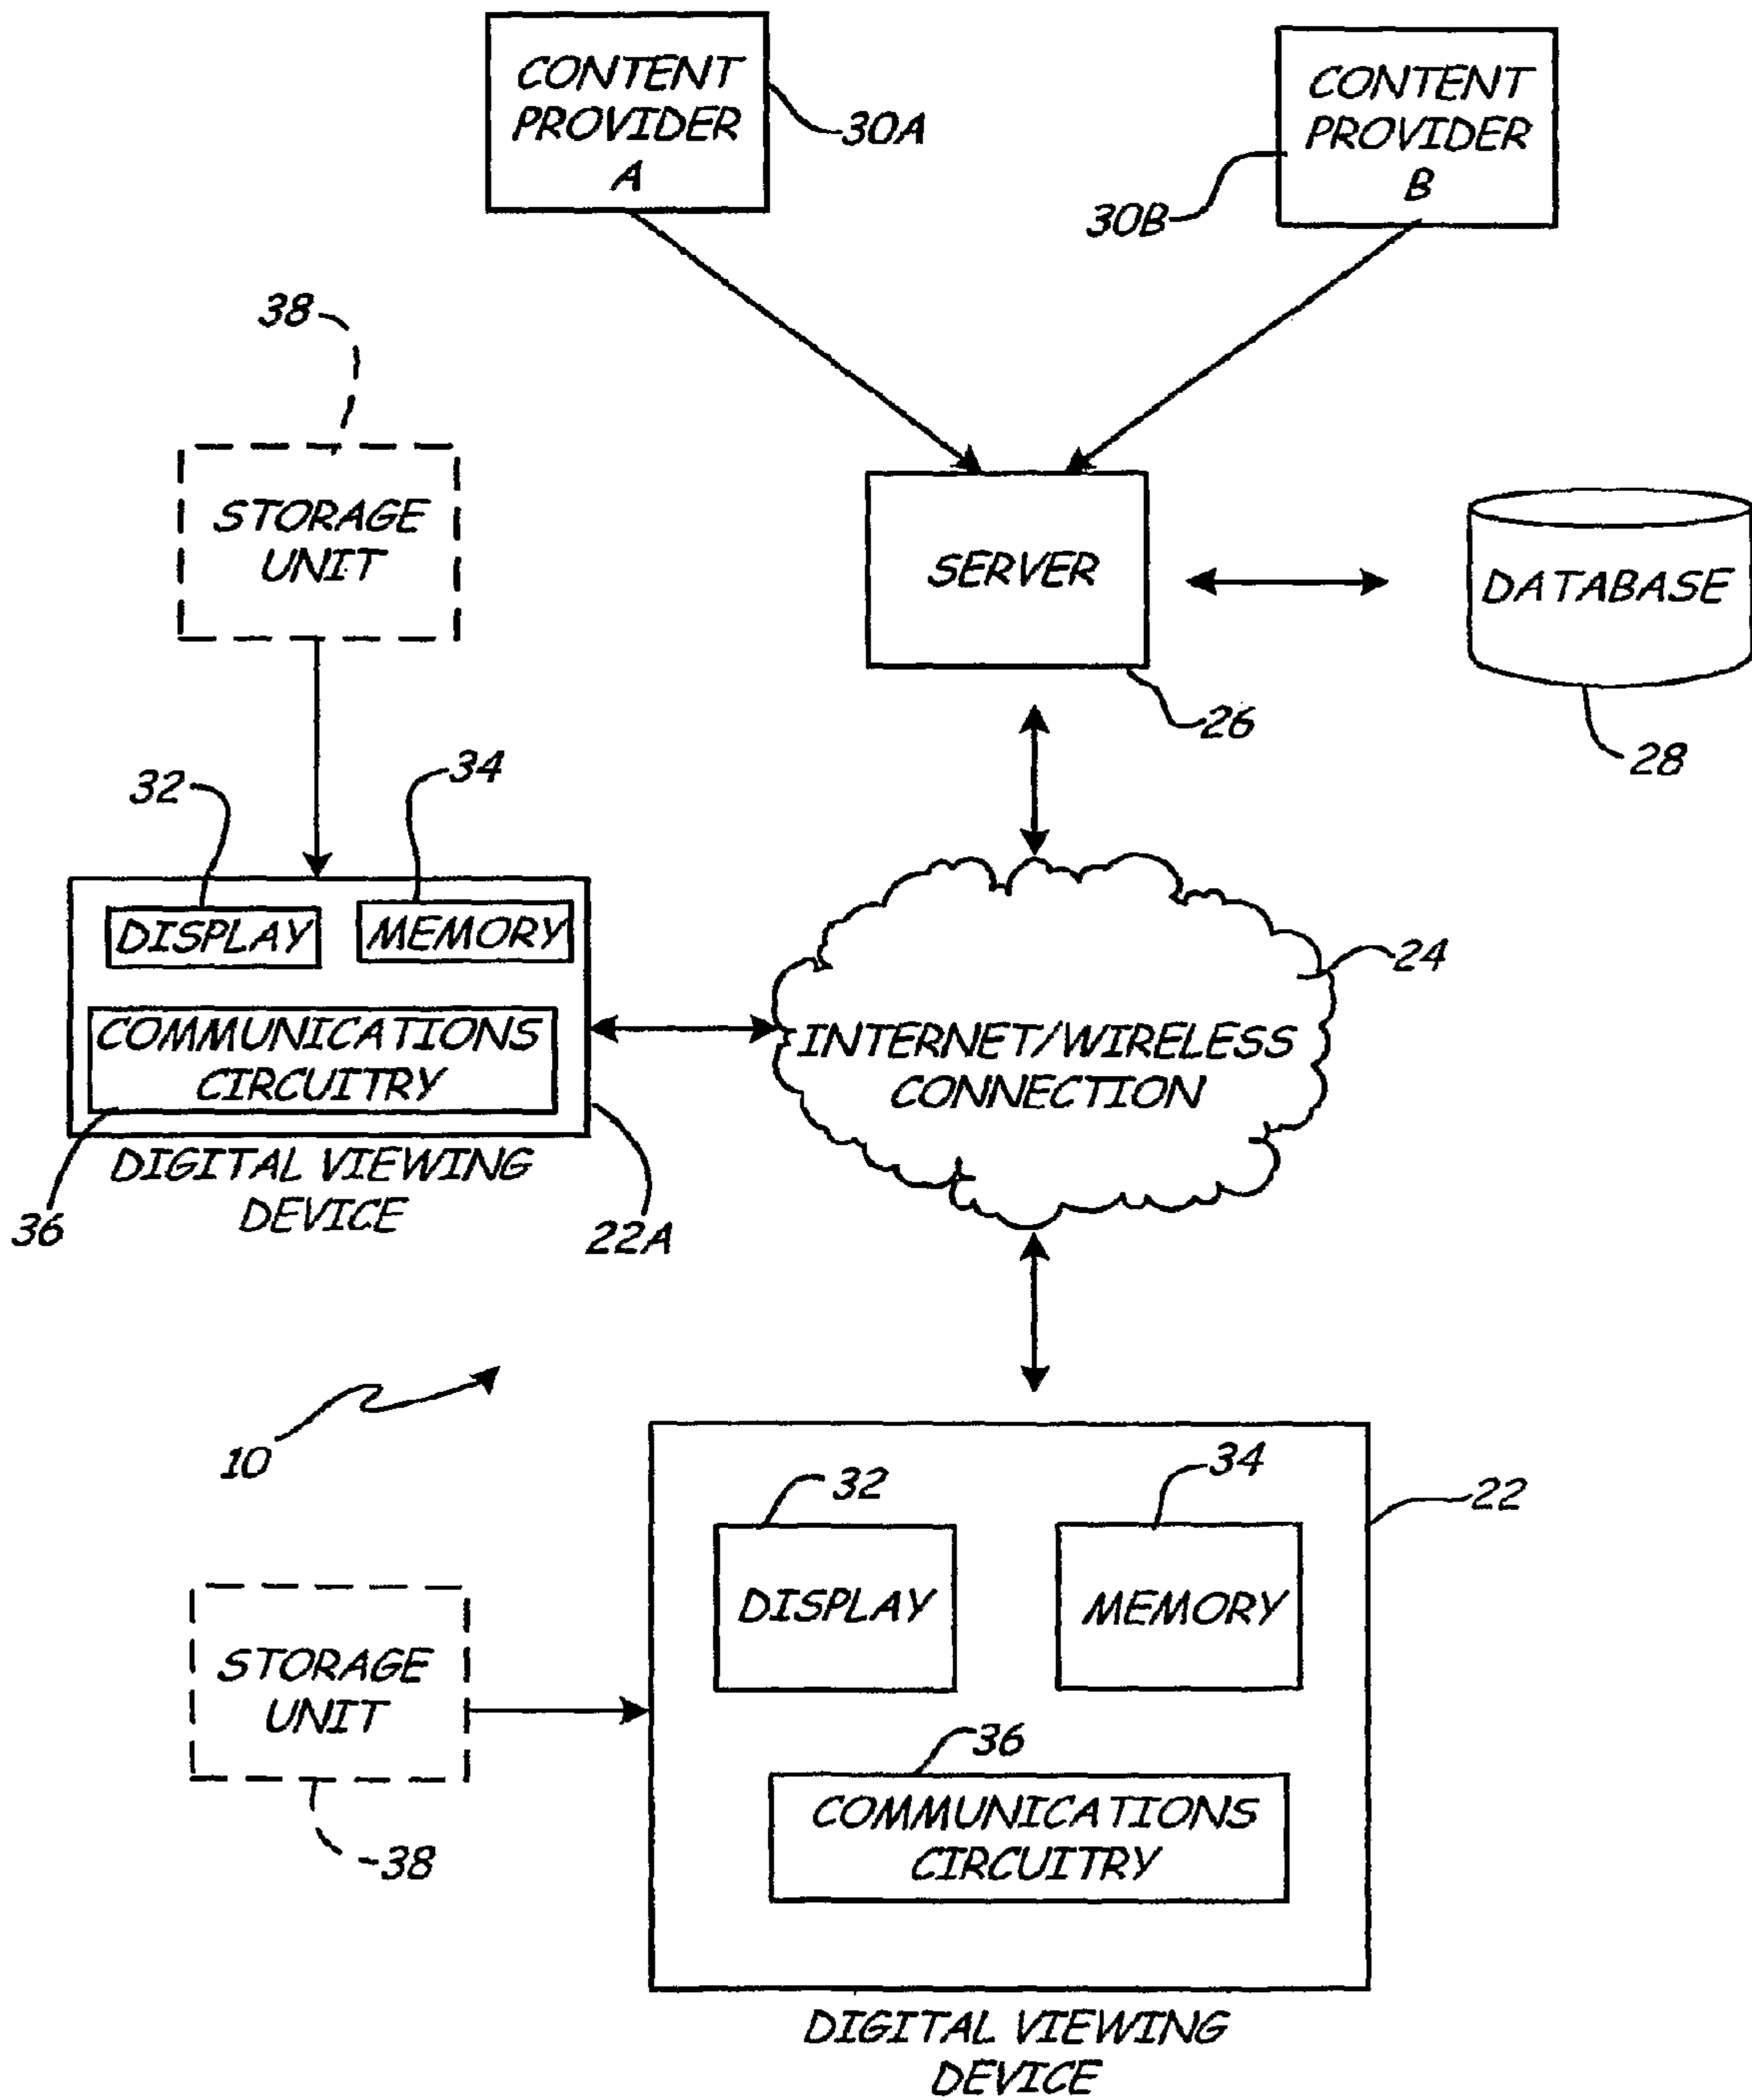 CONTENT
PROVIDER
A
30A
CONTENT
PROVIDER
B
30B
38
STORAGE
UNIT
SERVER
26
DATABASE
28
32
34
DISPLAY
MEMORY
COMMUNICATIONS
CIRCUITRY
36
DIGITAL VIEWING
DEVICE
22A
24
INTERNET/WIRELESS
CONNECTION
10
22
32
34
DISPLAY
MEMORY
STORAGE
UNIT
38
36
COMMUNICATIONS
CIRCUITRY
DIGITAL VIEWING
DEVICE